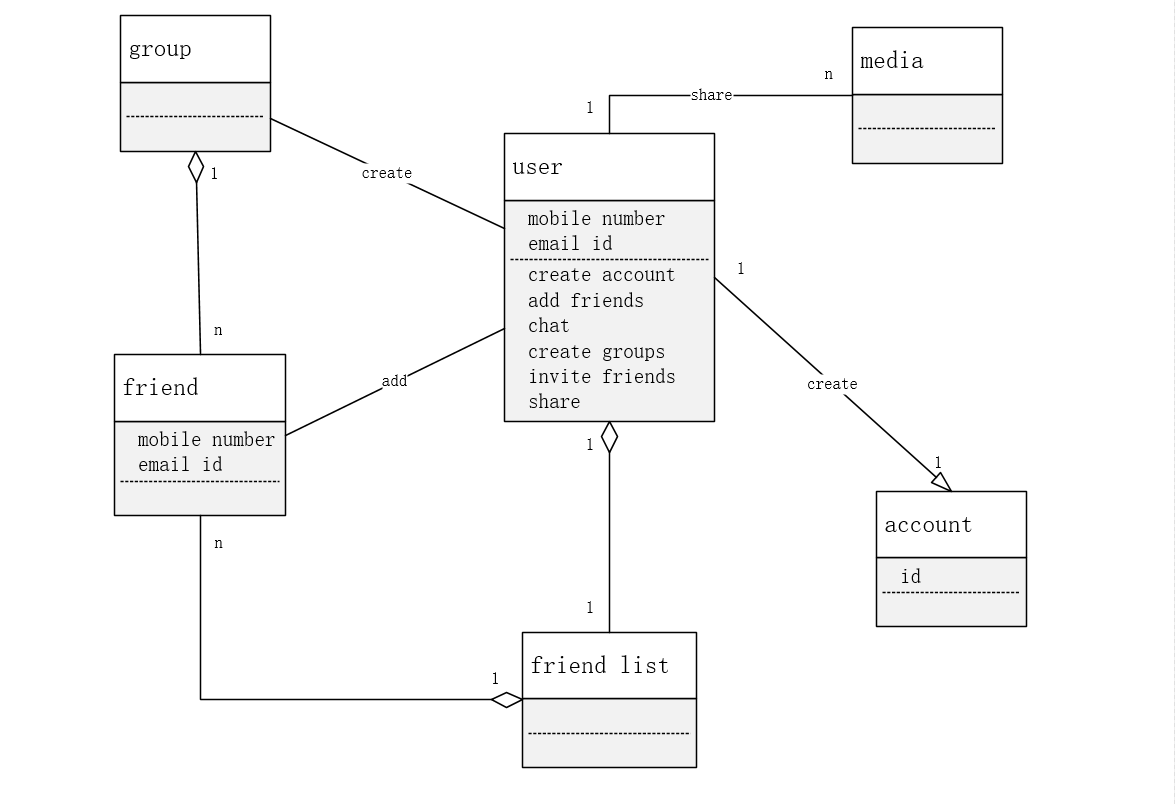 group
media
n
share
1
create
1
user
mobile number
email id
create account
add friends
chat
create groups
invite friends
share
1
n
friend
mobile number
email id
add
create
1
1
n
account
id
1
friend list
1